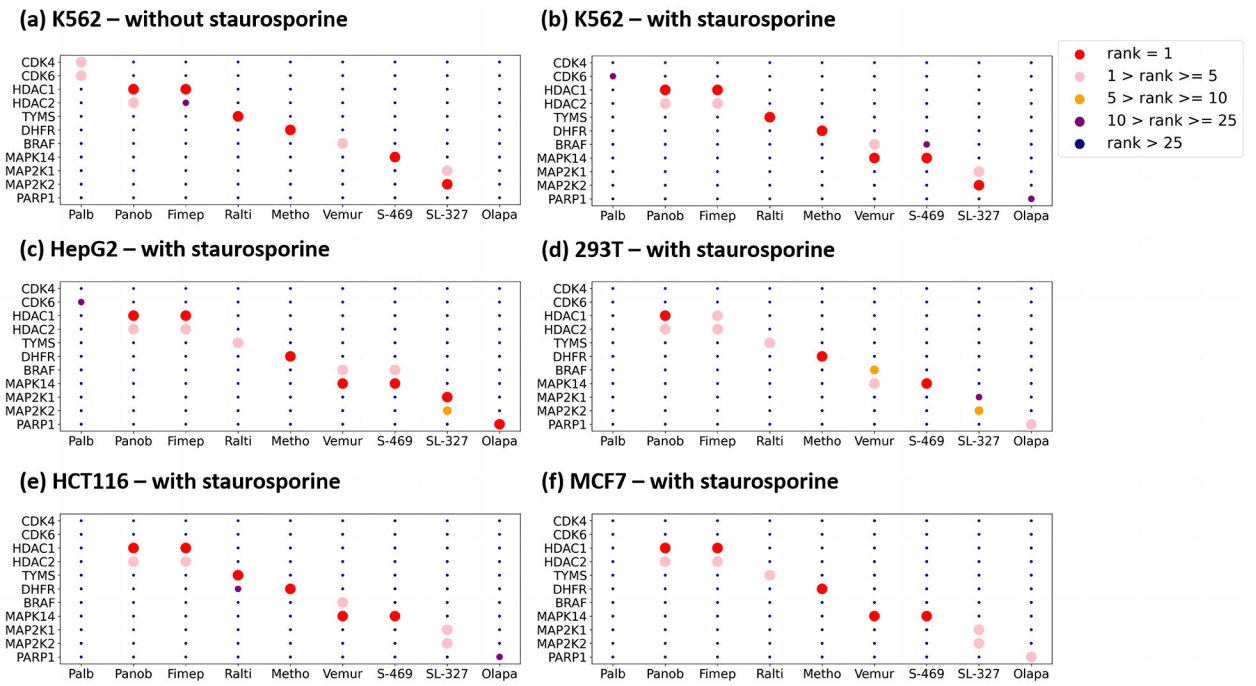 (a) K562 – without staurosporine
CDK4
CDK6
HDAC1
HDAC2
TYMS
DHFR
BRAF
MAPK14
MAP2K1
MAP2K2
PARP1
Palb Panob Fimep Ralti Metho Vemur S-469 SL-327 Olapa
(b) K562 – with staurosporine
CDK4
CDK6
HDAC1
HDAC2
TYMS
DHFR
BRAF
MAPK14
MAP2K1
MAP2K2
PARP1
Palb Panob Fimep Ralti Metho Vemur S-469 SL-327 Olapa
rank = 1
1 > rank >= 5
5 > rank >= 10
10 > rank >= 25
rank > 25
(c) HepG2 – with staurosporine
CDK4
CDK6
HDAC1
HDAC2
TYMS
DHFR
BRAF
MAPK14
MAP2K1
MAP2K2
PARP1
Palb Panob Fimep Ralti Metho Vemur S-469 SL-327 Olapa
(d) 293T – with staurosporine
CDK4
CDK6
HDAC1
HDAC2
TYMS
DHFR
BRAF
MAPK14
MAP2K1
MAP2K2
PARP1
Palb Panob Fimep Ralti Metho Vemur S-469 SL-327 Olapa
(e) HCT116 – with staurosporine
CDK4
CDK6
HDAC1
HDAC2
TYMS
DHFR
BRAF
MAPK14
MAP2K1
MAP2K2
PARP1
Palb Panob Fimep Ralti Metho Vemur S-469 SL-327 Olapa
(f) MCF7 – with staurosporine
CDK4
CDK6
HDAC1
HDAC2
TYMS
DHFR
BRAF
MAPK14
MAP2K1
MAP2K2
PARP1
Palb Panob Fimep Ralti Metho Vemur S-469 SL-327 Olapa